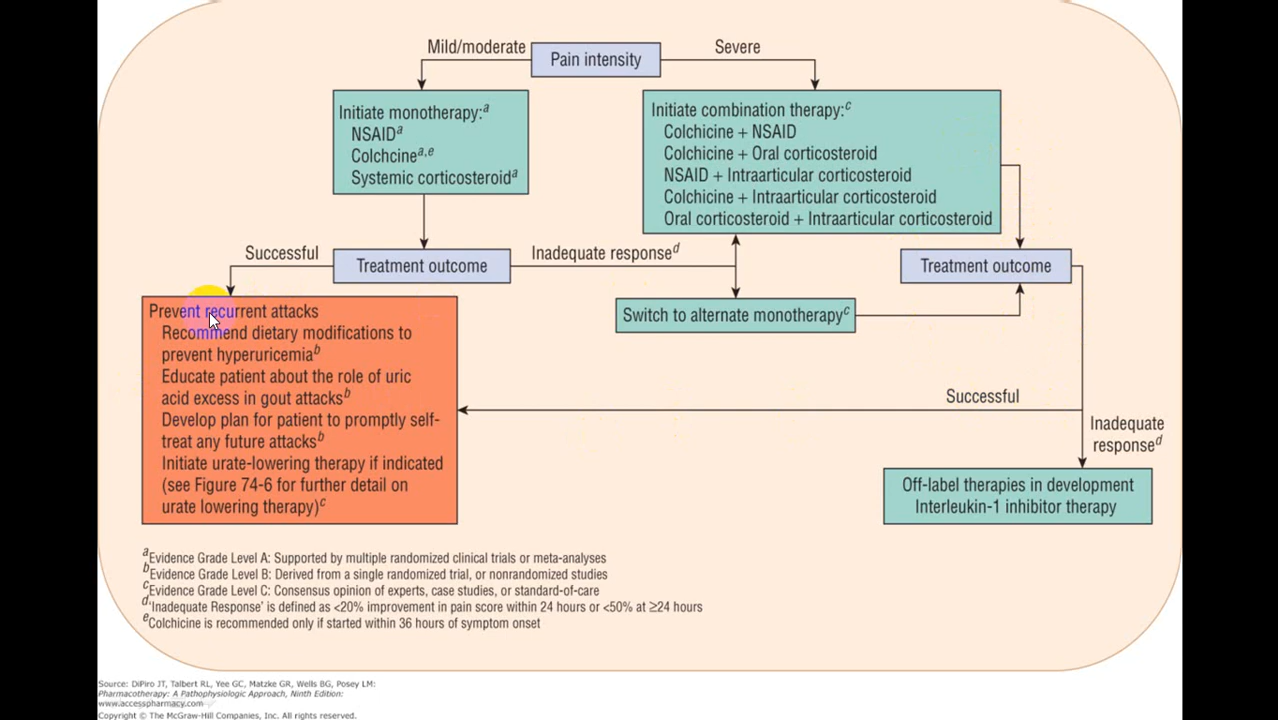 Mild/moderate
Pain intensity
Severe
Initiate monotherapy:a
NSAIDa
Colchcinea,e
Systemic corticosteroida
Initiate combination therapy:c
Colchicine + NSAID
Colchicine + Oral corticosteroid
NSAID + Intraarticular corticosteroid
Colchicine + Intraarticular corticosteroid
Oral corticosteroid + Intraarticular corticosteroid
Successful
Treatment outcome
Inadequate responsed
Treatment outcome
Switch to alternate monotherapyc
Prevent recurrent attacks
Recommend dietary modifications to
prevent hyperuricemiab
Educate patient about the role of uric
acid excess in gout attacksb
Develop plan for patient to promptly self-
treat any future attacksb
Initiate urate-lowering therapy if indicated
(see Figure 74-6 for further detail on
urate lowering therapy)c
Successful
Inadequate
responsed
Off-label therapies in development
Interleukin-1 inhibitor therapy
aEvidence Grade Level A: Supported by multiple randomized clinical trials or meta-analyses
bEvidence Grade Level B: Derived from a single randomized trial, or nonrandomized studies
cEvidence Grade Level C: Consensus opinion of experts, case studies, or standard-of-care
d'Inadequate Response' is defined as <20% improvement in pain score within 24 hours or <50% at ≥24 hours
eColchicine is recommended only if started within 36 hours of symptom onset
Source: DiPiro JT, Talbert RL, Yee GC, Matzke GR, Wells BG, Posey LM:
Pharmacotherapy: A Pathophysiologic Approach, Ninth Edition:
www.accesspharmacy.com
Copyright © The McGraw-Hill Companies, Inc. All rights reserved.